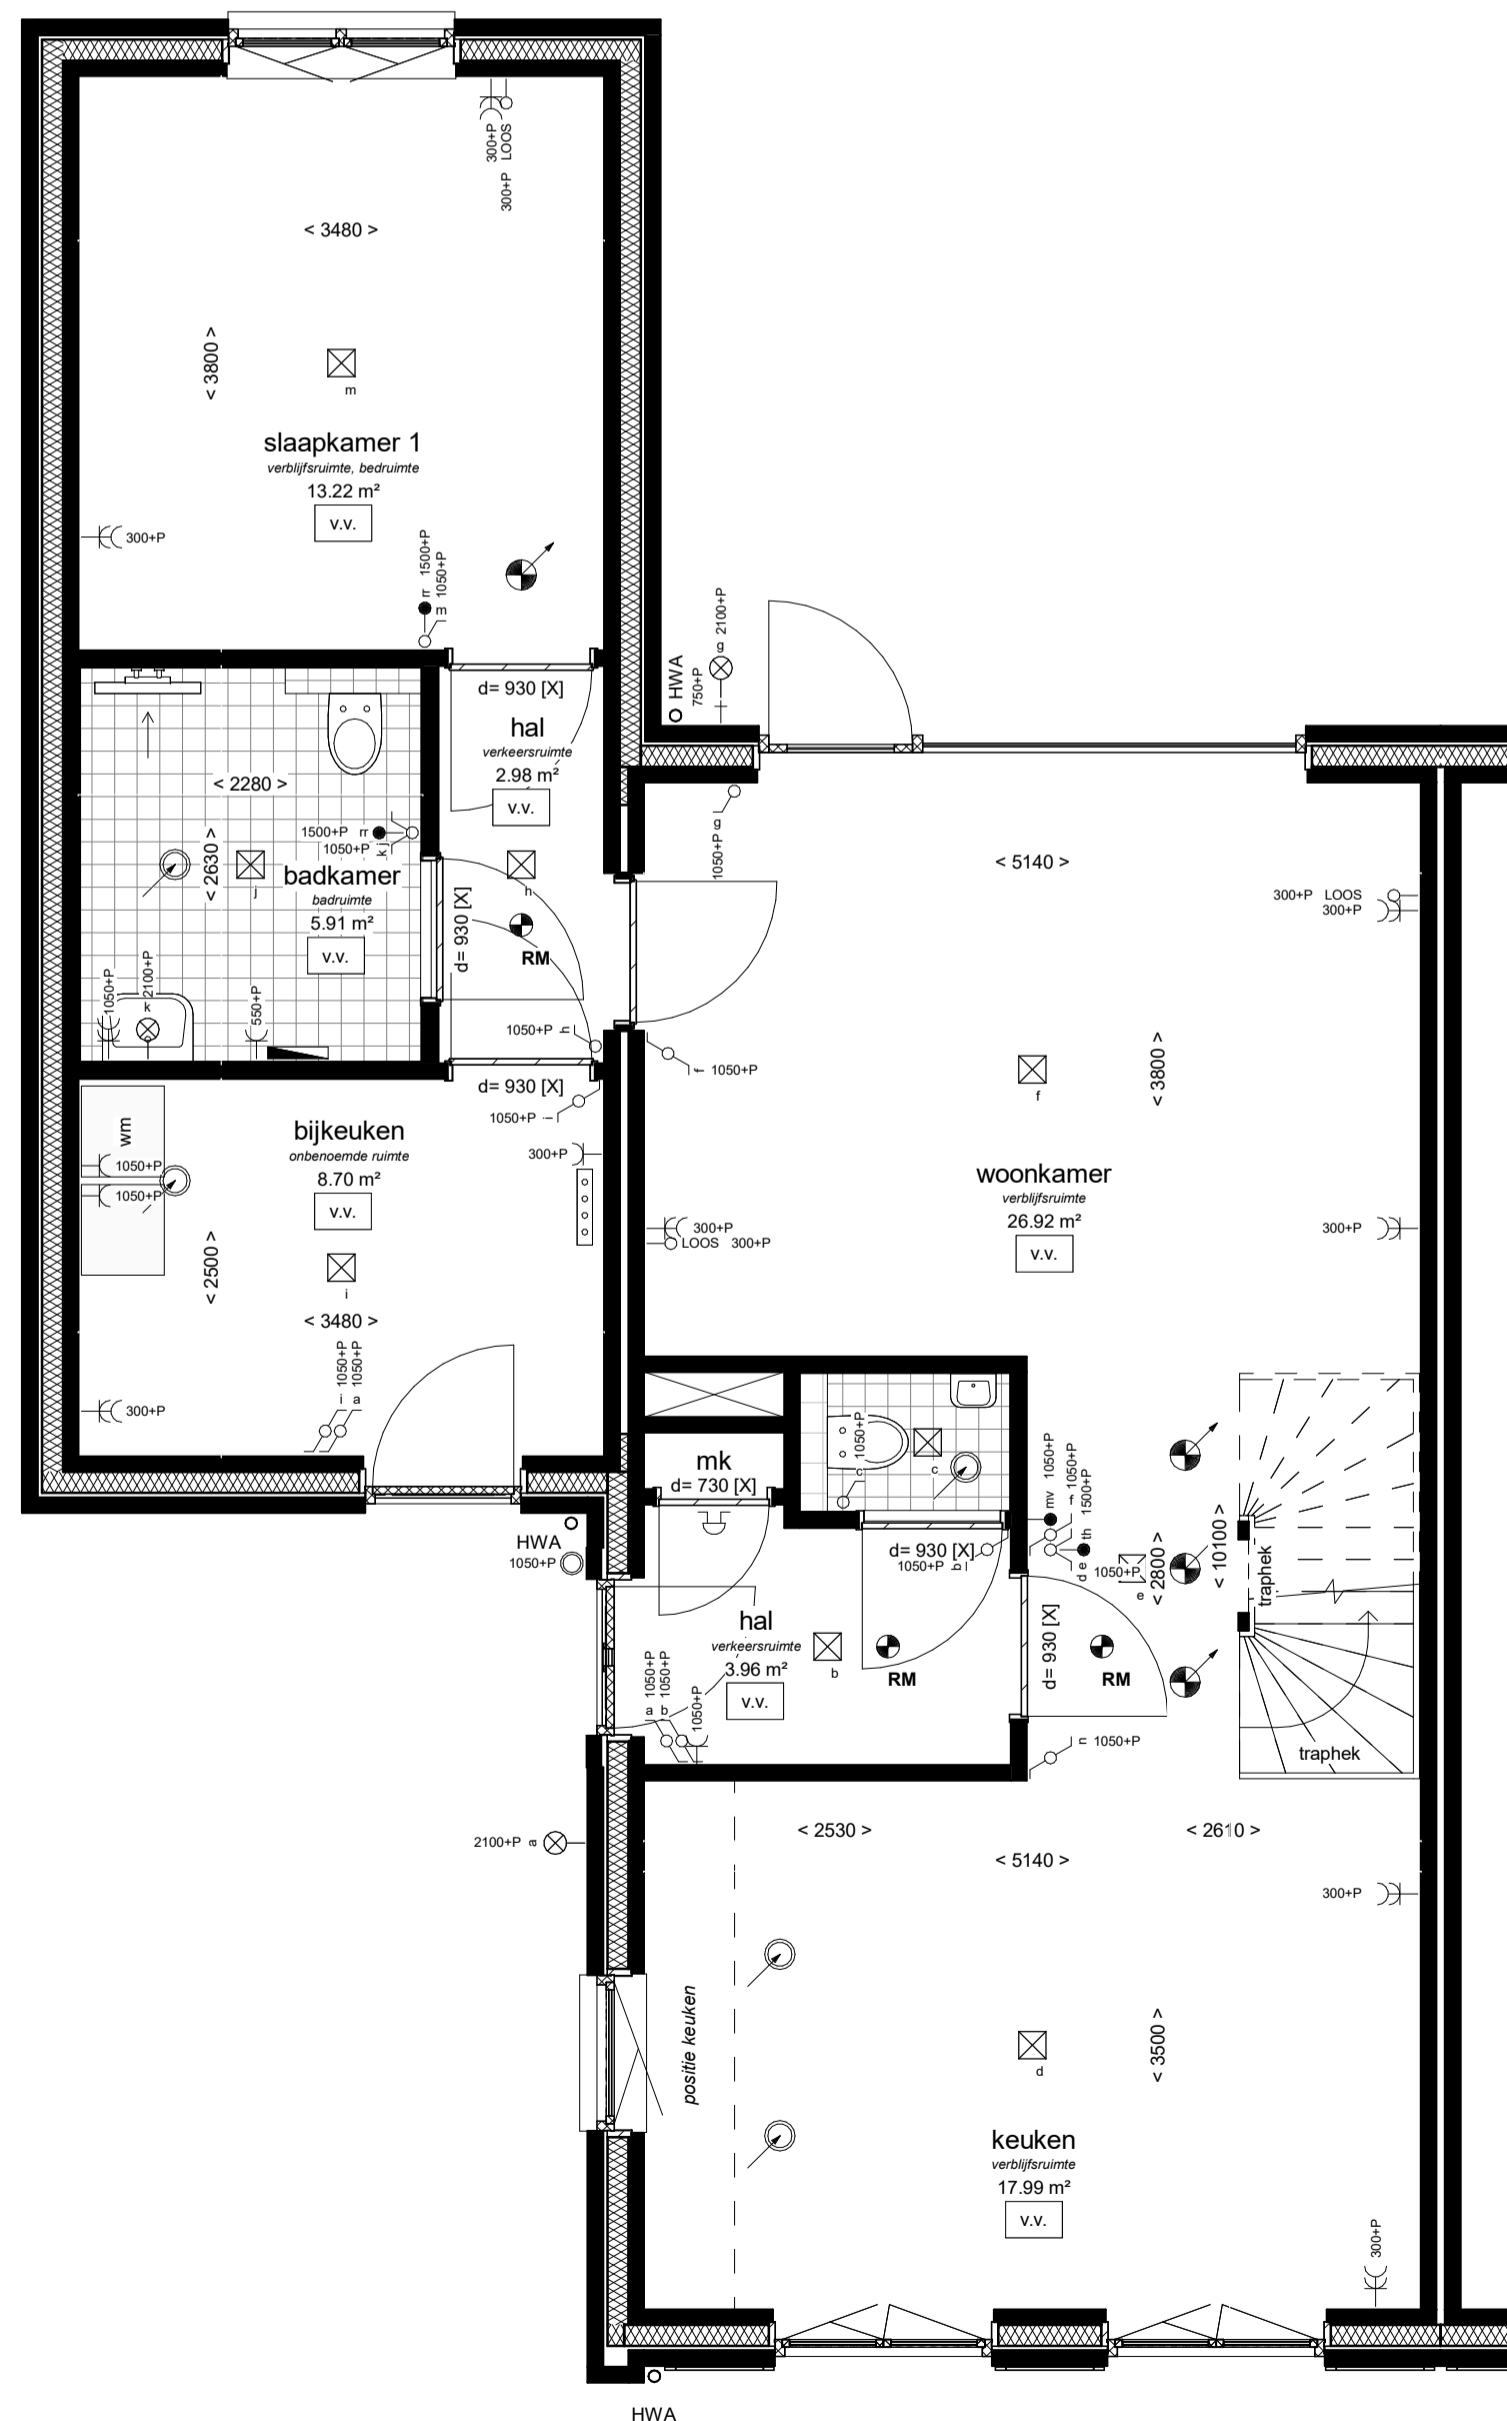 300+P
LOOS
300+P
< 3480 >
< 3800 >
m
slaapkamer 1
verblijfsruimte, bedruimte
13.22 m²
v.v.
300+P
rr 1500+P
m 1050+P
HWA
750+P
g 2100+P
d= 930 [X]
hal
verkeersruimte
2.98 m²
v.v.
< 2280 >
1500+P rr
1050+P k j
< 2630 >
j
badkamer
badruimte
5.91 m²
v.v.
h
d= 930 [X]
RM
1050+P
k 2100+P
550+P
1050+P h
1050+P g
< 5140 >
300+P LOOS
300+P
f 1050+P
< 3800 >
f
d= 930 [X]
1050+P i
wm
1050+P
1050+P
bijkeuken
onbenoemde ruimte
8.70 m²
v.v.
300+P
< 2500 >
i
< 3480 >
i 1050+P
a 1050+P
300+P
woonkamer
verblijfsruimte
26.92 m²
v.v.
300+P
LOOS 300+P
300+P
mk
d= 730 [X]
c 1050+P
c
HWA
1050+P
d= 930 [X]
1050+P b
mv 1050+P
f 1050+P
th 1500+P
d e 1050+P
e
< 2800 >
< 10100 >
traphek
hal
verkeersruimte
3.96 m²
v.v.
b
RM
d= 930 [X]
RM
a 1050+P
b 1050+P
1050+P
n 1050+P
traphek
2100+P a
< 2530 >
< 2610 >
< 5140 >
300+P
positie keuken
< 3500 >
d
keuken
verblijfsruimte
17.99 m²
v.v.
300+P
HWA